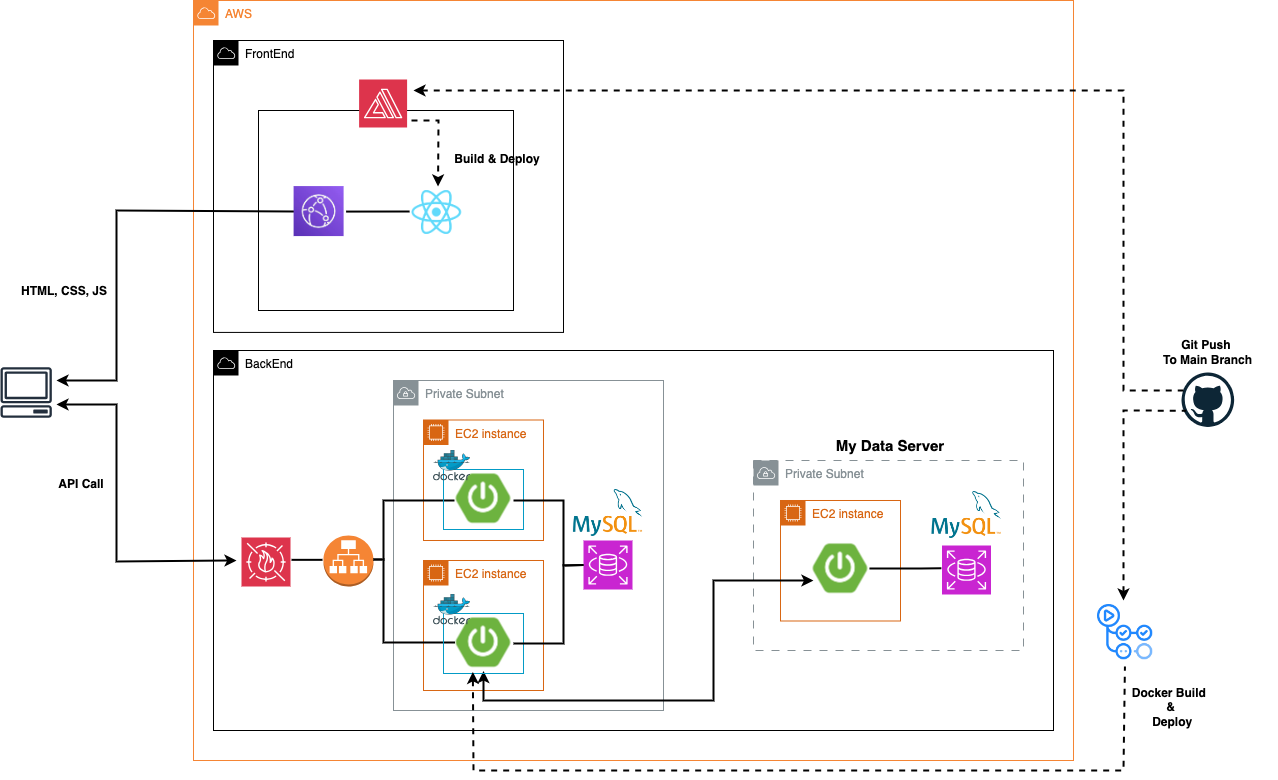 AWS
FrontEnd
Build & Deploy
HTML, CSS, JS
Git Push
To Main Branch
BackEnd
Private Subnet
EC2 instance
docker
API Call
MySQL
EC2 instance
docker
My Data Server
Private Subnet
EC2 instance
MySQL
Docker Build
&
Deploy